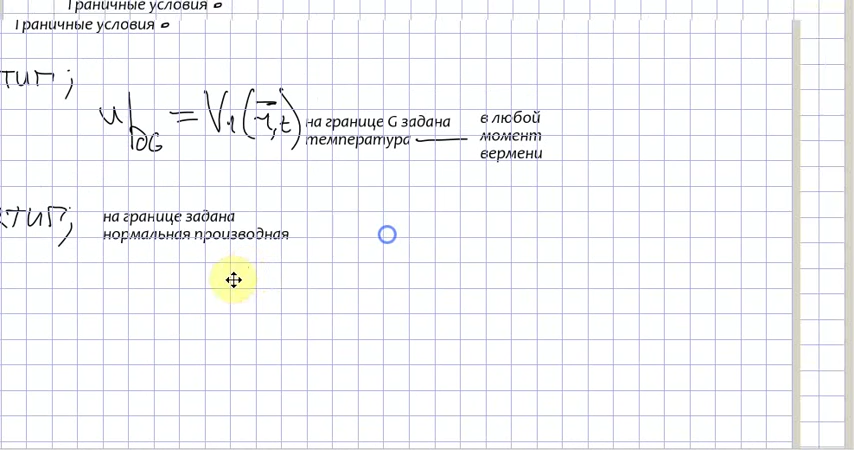 Граничные условия
Граничные условия
тип;
u|∂G = V1(r̄,t) на границе G задана температура
в любой
момент
вермени
тип;
на границе задана
нормальная производная